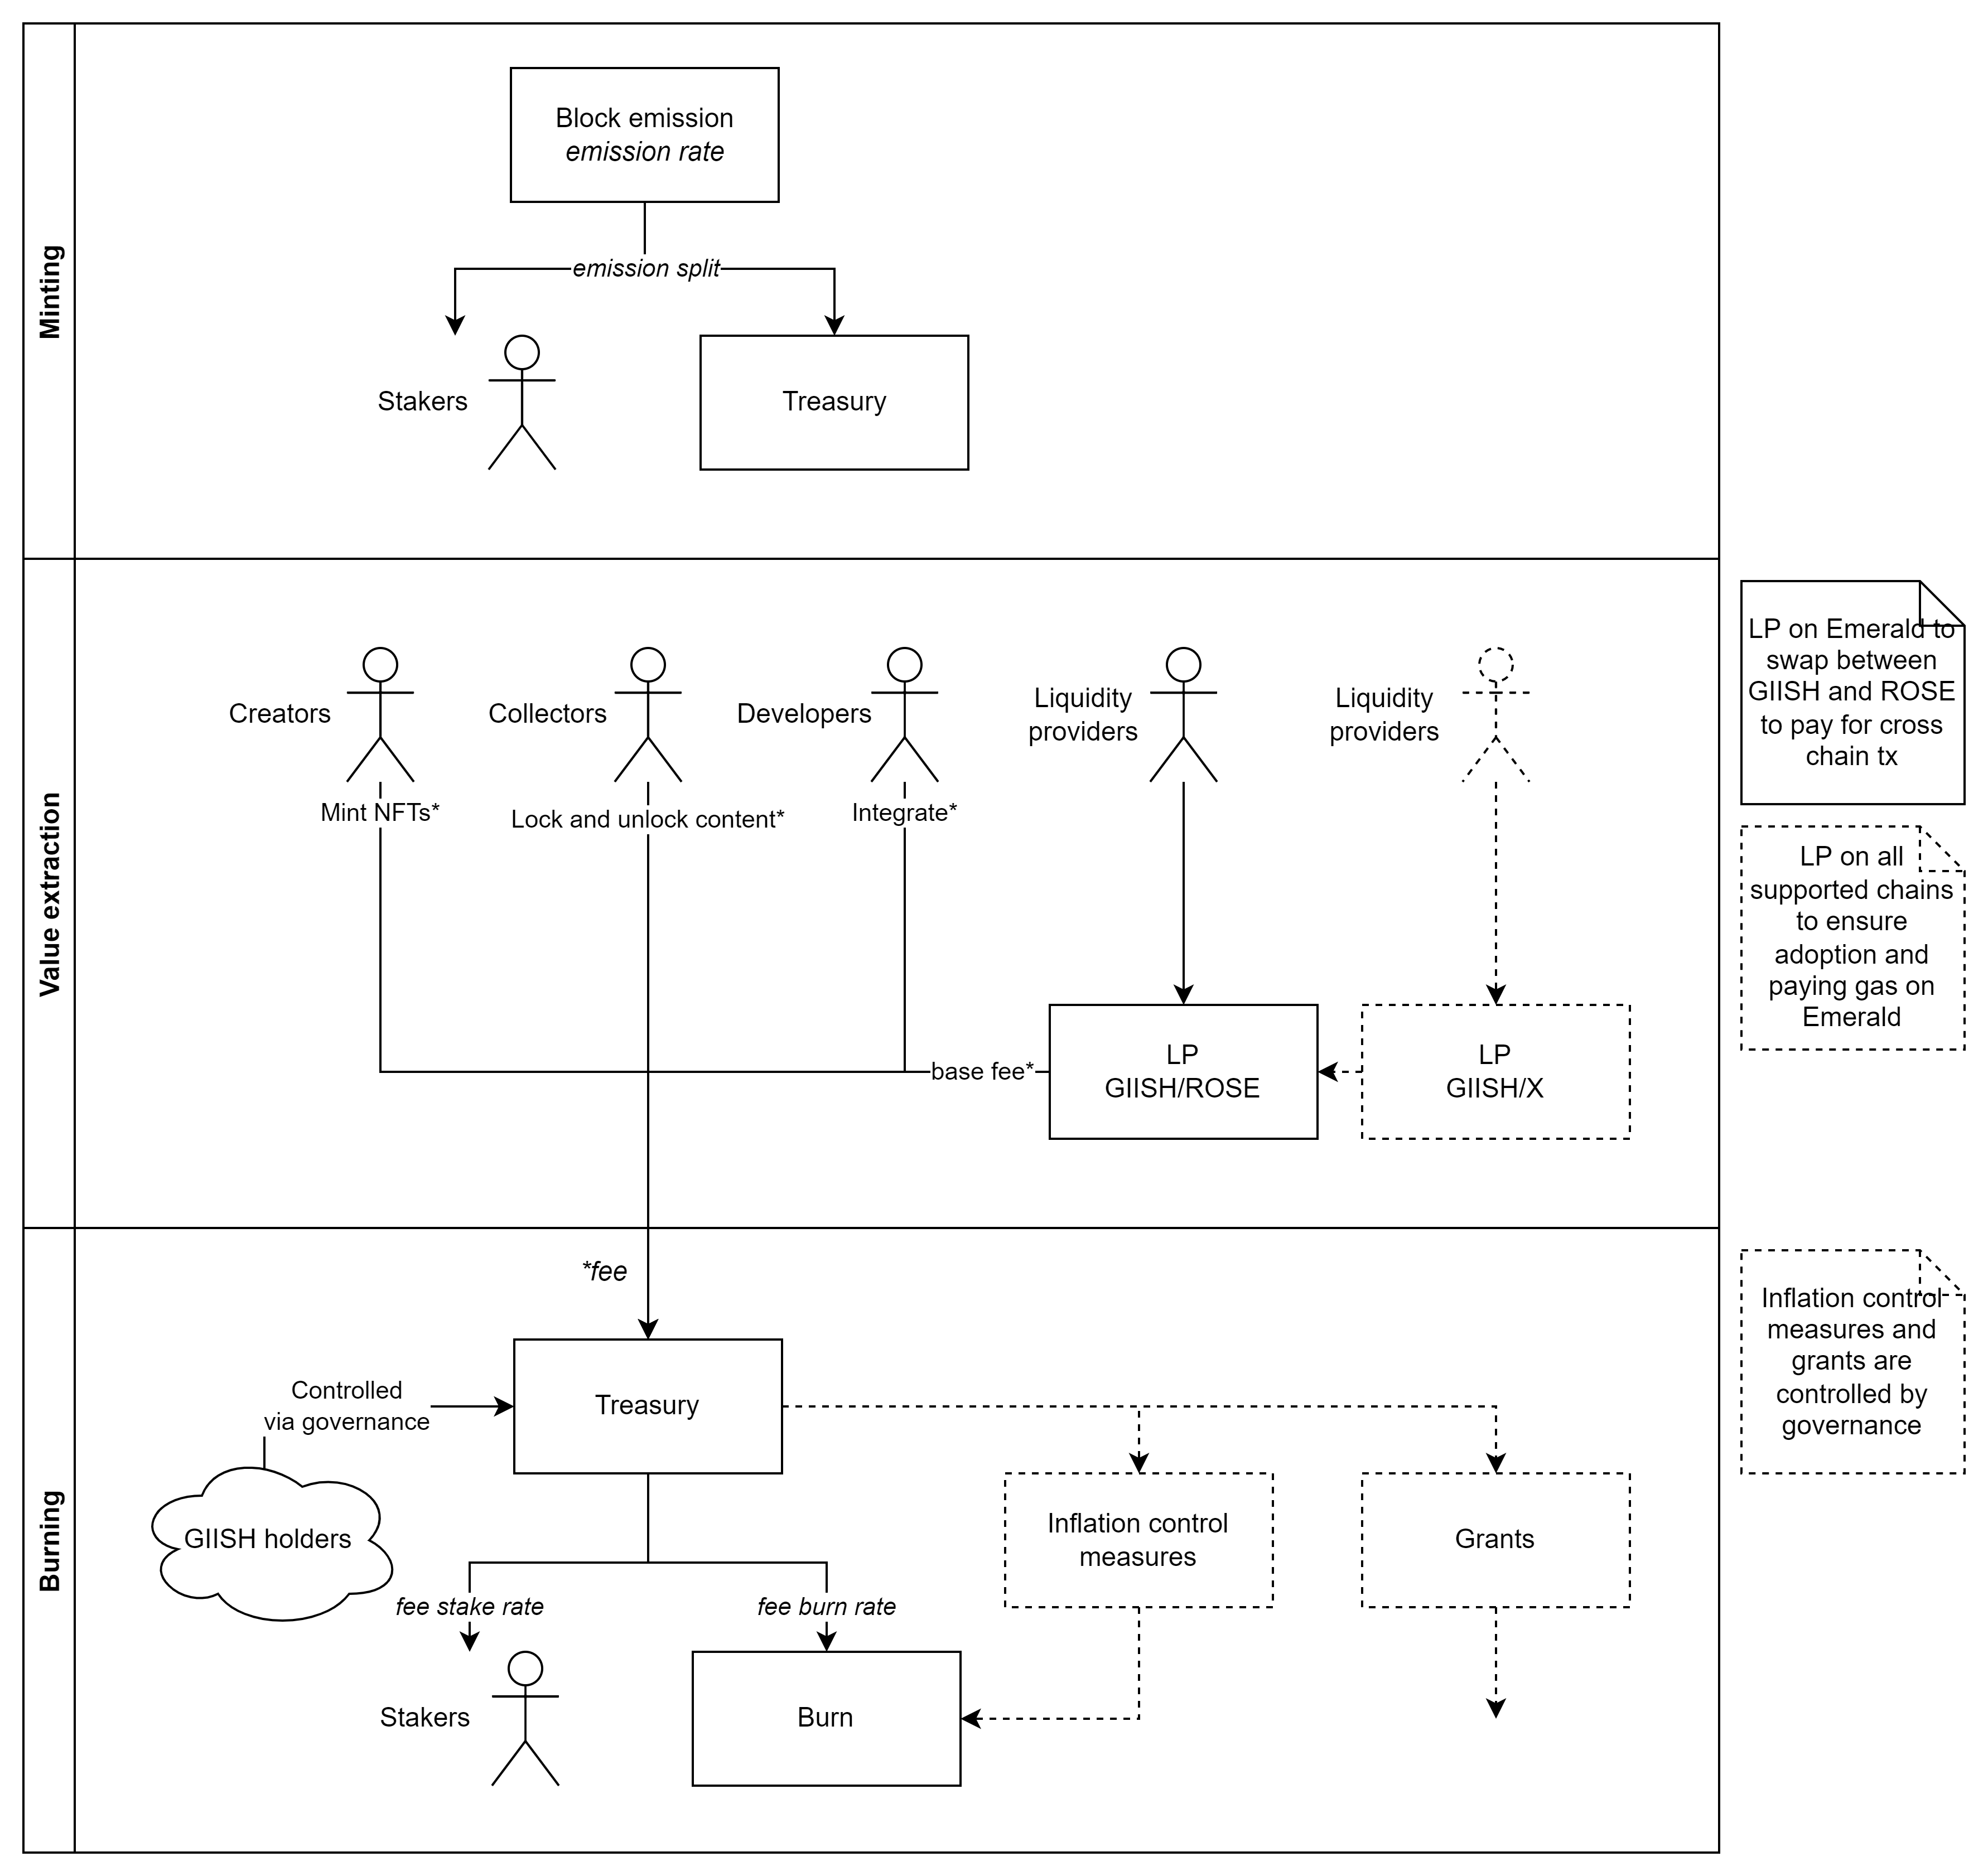 Minting
Block emission
emission rate
emission split
Stakers
Treasury
Value extraction
Creators
Collectors
Developers
Liquidity
providers
Liquidity
providers
Mint NFTs*
Lock and unlock content*
Integrate*
base fee*
LP
GIISH/ROSE
LP
GIISH/X
LP on Emerald to
swap between
GIISH and ROSE
to pay for cross
chain tx
LP on all
supported chains
to ensure
adoption and
paying gas on
Emerald
Burning
*fee
Controlled
via governance
Treasury
GIISH holders
Inflation control
measures
Grants
fee stake rate
fee burn rate
Stakers
Burn
Inflation control
measures and
grants are
controlled by
governance